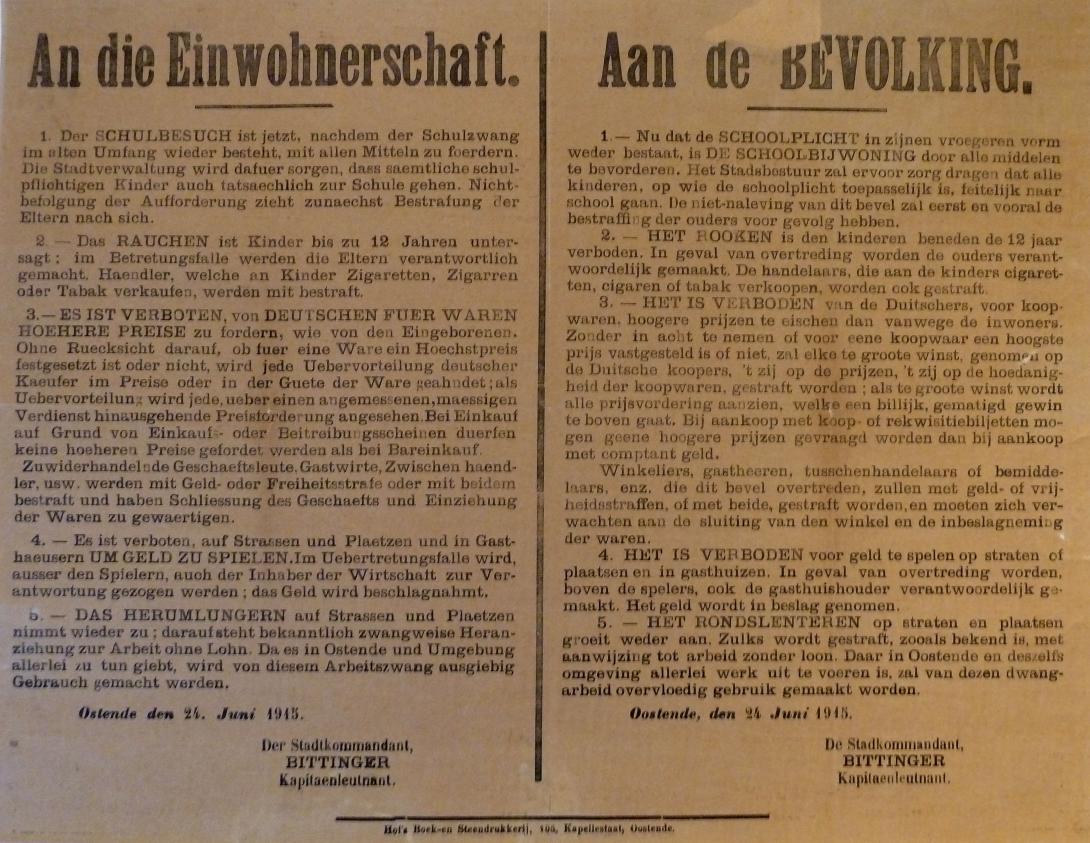 An die Einwohnerschaft.
1. Der SCHULBESUCH ist jetzt, nachdem der Schulzwang
im alten Umfang wieder besteht, mit allen Mitteln zu foerdern.
Die Stadtverwaltung wird dafuer sorgen, dass saemtliche schul-
pflichtigen Kinder auch tatsaechlich zur Schule gehen. Nicht-
befolgung der Aufforderung zieht zunaechst Bestrafung der
Eltern nach sich.
2. — Das RAUCHEN ist Kinder bis zu 12 Jahren unter-
sagt; im Betretungsfalle werden die Eltern verantwortlich
gemacht. Haendler, welche an Kinder Zigaretten, Zigarren
oder Tabak verkaufen, werden mit bestraft.
3.— ES IST VERBOTEN, von DEUTSCHEN FUER WAREN
HOEHERE PREISE zu fordern, wie von den Eingeborenen.
Ohne Ruecksicht darauf, ob fuer eine Ware ein Hoechstpreis
festgesetzt ist oder nicht, wird jede Uebervorteilung deutscher
Kaeufer im Preise oder in der Guete der Ware geahndet; als
Uebervorteilung wird jede, ueber einen angemessenen, maessigen
Verdienst hinausgehende Preisforderung angesehen. Bei Einkauf
auf Grund von Einkaufs- oder Beitreibungsscheinen duerfen
keine hoeheren Preise gefordet werden als bei Bareinkauf.
Zuwiderhandelnde Geschaeftsleute, Gastwirte, Zwischen haend-
ler, usw. werden mit Geld- oder Freiheitsstrafe oder mit beidem
bestraft und haben Schliessung des Geschaefts und Einziehung
der Waren zu gewaertigen.
4. — Es ist verboten, auf Strassen und Plaetzen und in Gast-
haeusern UM GELD ZU SPIELEN. Im Uebertretungsfalle wird,
ausser den Spielern, auch der Inhaber der Wirtschaft zur Ver-
antwortung gezogen werden; das Geld wird beschlagnahmt.
5. — DAS HERUMLUNGERN auf Strassen und Plaetzen
nimmt wieder zu; darauf steht bekanntlich zwangweise Heran-
ziehung zur Arbeit ohne Lohn. Da es in Ostende und Umgebung
allerlei zu tun giebt, wird von diesem Arbeitszwang ausgiebig
Gebrauch gemacht werden.
Ostende den 24. Juni 1915.
Der Stadtkommandant,
BITTINGER
Kapitaenleutnant.
Aan de BEVOLKING.
1.— Nu dat de SCHOOLPLICHT in zijnen vroegeren vorm
weder bestaat, is DE SCHOOLBIJWONING door alle middelen
te bevorderen. Het Stadsbestuur zal ervoor zorg dragen dat alle
kinderen, op wie de schoolplicht toepasselijk is, feitelijk naar
school gaan. De niet-naleving van dit bevel zal eerst en vooral de
bestraffing der ouders voor gevolg hebben.
2. — HET ROOKEN is den kinderen beneden de 12 jaar
verboden. In geval van overtreding worden de ouders verant-
woordelijk gemaakt. De handelaars, die aan de kinders cigaret-
ten, cigaren of tabak verkoopen, worden ook gestraft.
3. — HET IS VERBODEN van de Duitschers, voor koop-
waren, hoogere prijzen te eischen dan vanwege de inwoners.
Zonder in acht te nemen of voor eene koopwaar een hoogste
prijs vastgesteld is of niet, zal elke te groote winst, genomen op
de Duitsche koopers, 't zij op de prijzen, 't zij op de hoedanig-
heid der koopwaren, gestraft worden; als te groote winst wordt
alle prijsvordering aanzien, welke een billijk, gematigd gewin
te boven gaat. Bij aankoop met koop- of rekwisitiebiljetten mo-
gen geene hoogere prijzen gevraagd worden dan bij aankoop
met comptant geld.
Winkeliers, gastheeren, tusschenhandelaars of bemidde-
laars, enz. die dit bevel overtreden, zullen met geld- of vrij-
heidsstraffen, of met beide, gestraft worden, en moeten zich ver-
wachten aan de sluiting van den winkel en de inbeslagneming
der waren.
4. HET IS VERBODEN voor geld te spelen op straten of
plaatsen en in gasthuizen. In geval van overtreding worden,
boven de spelers, ook de gasthuishouder verantwoordelijk ge-
maakt. Het geld wordt in beslag genomen.
5. — HET RONDSLENTEREN op straten en plaatsen
groeit weder aan. Zulks wordt gestraft, zooals bekend is, met
aanwijzing tot arbeid zonder loon. Daar in Oostende en deszelfs
omgeving allerlei werk uit te voeren is, zal van dezen dwang-
arbeid overvloedig gebruik gemaakt worden.
Oostende, den 24 Juni 1915.
De Stadkommandant,
BITTINGER
Kapitaenleutnant.
Hof's Boek-en Steendrukkerij, 105, Kapellestaat, Oostende.